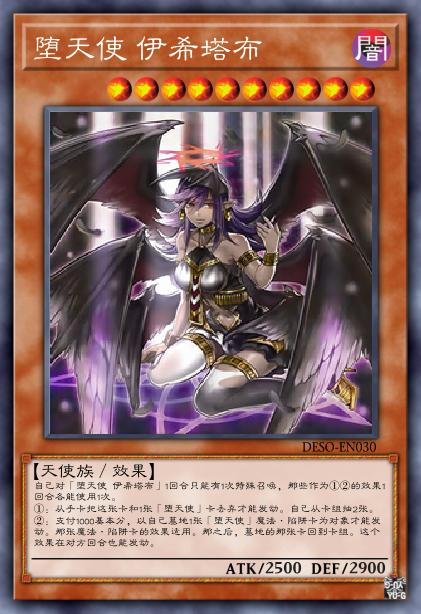 堕天使 伊希塔布
闇
DESO-EN030
【天使族/效果】
自己对「堕天使 伊希塔布」1回合只能有1次特殊召唤，那些作为①②的效果1
回合各能使用1次。
①：从手卡把这张卡和1张「堕天使」卡丢弃才能发动。自己从卡组抽2张。
②：支付1000基本分，以自己墓地1张「堕天使」魔法·陷阱卡为对象才能发
动。那张魔法·陷阱卡的效果适用。那之后，墓地的那张卡回到卡组。这个
效果在对方回合也能发动。
ATK/2500 DEF/2900